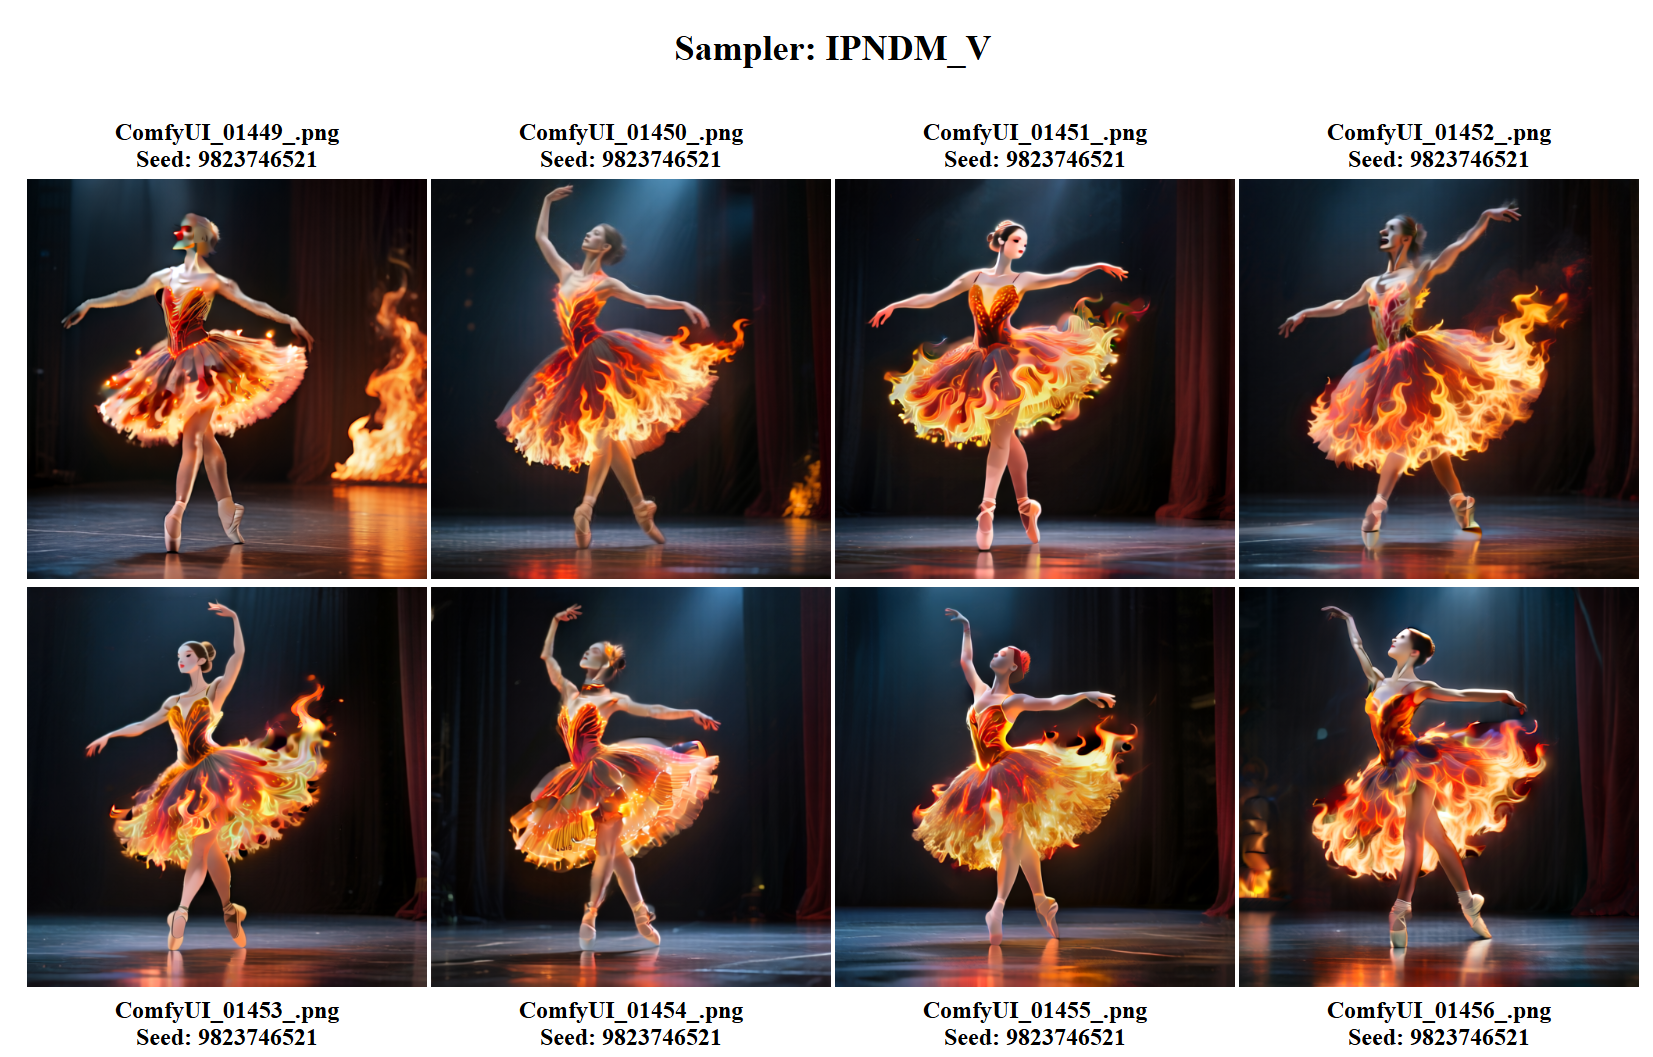 Sampler: IPNDM_V
ComfyUI_01449_.png
Seed: 9823746521
ComfyUI_01450_.png
Seed: 9823746521
ComfyUI_01451_.png
Seed: 9823746521
ComfyUI_01452_.png
Seed: 9823746521
ComfyUI_01453_.png
Seed: 9823746521
ComfyUI_01454_.png
Seed: 9823746521
ComfyUI_01455_.png
Seed: 9823746521
ComfyUI_01456_.png
Seed: 9823746521